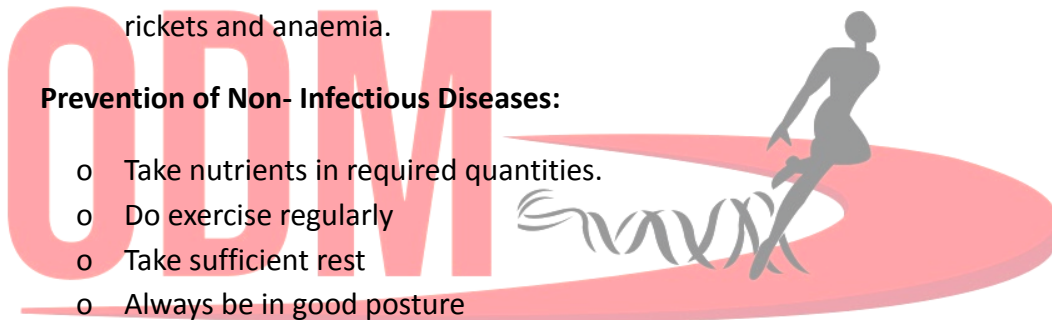 rickets and anaemia.
Prevention of Non- Infectious Diseases:
o Take nutrients in required quantities.
o Do exercise regularly
o Take sufficient rest
o Always be in good posture
ODM